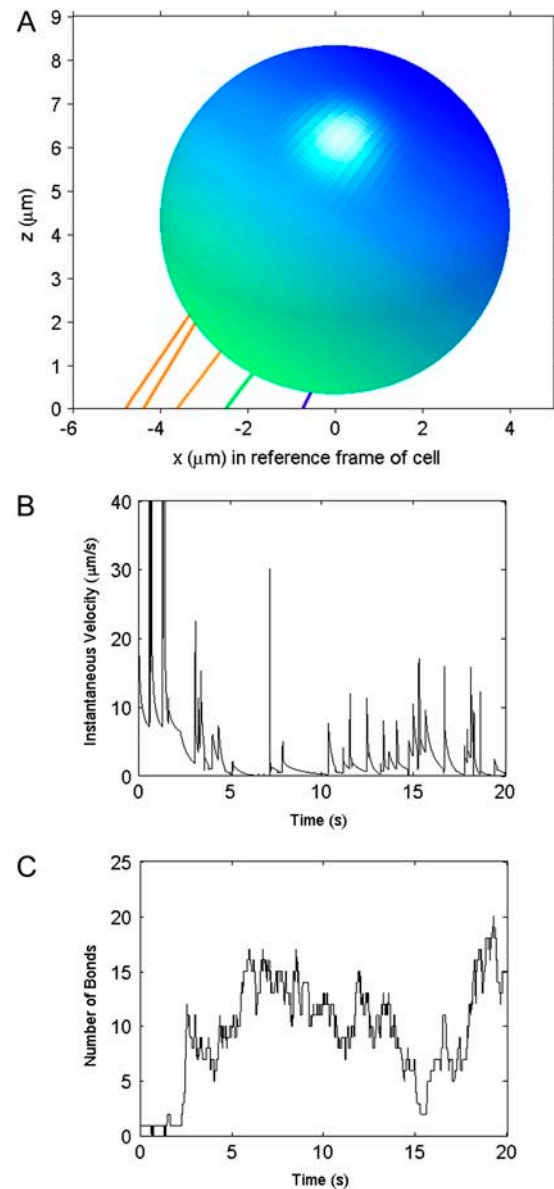 A
9
8
7
6
5
4
3
2
1
0
z (μm)
-6 -4 -2 0 2 4
x (μm) in reference frame of cell
B
40
30
20
10
0
Instantaneous Velocity (μm/s)
0 5 10 15 20
Time (s)
C
25
20
15
10
5
0
Number of Bonds
0 5 10 15 20
Time (s)